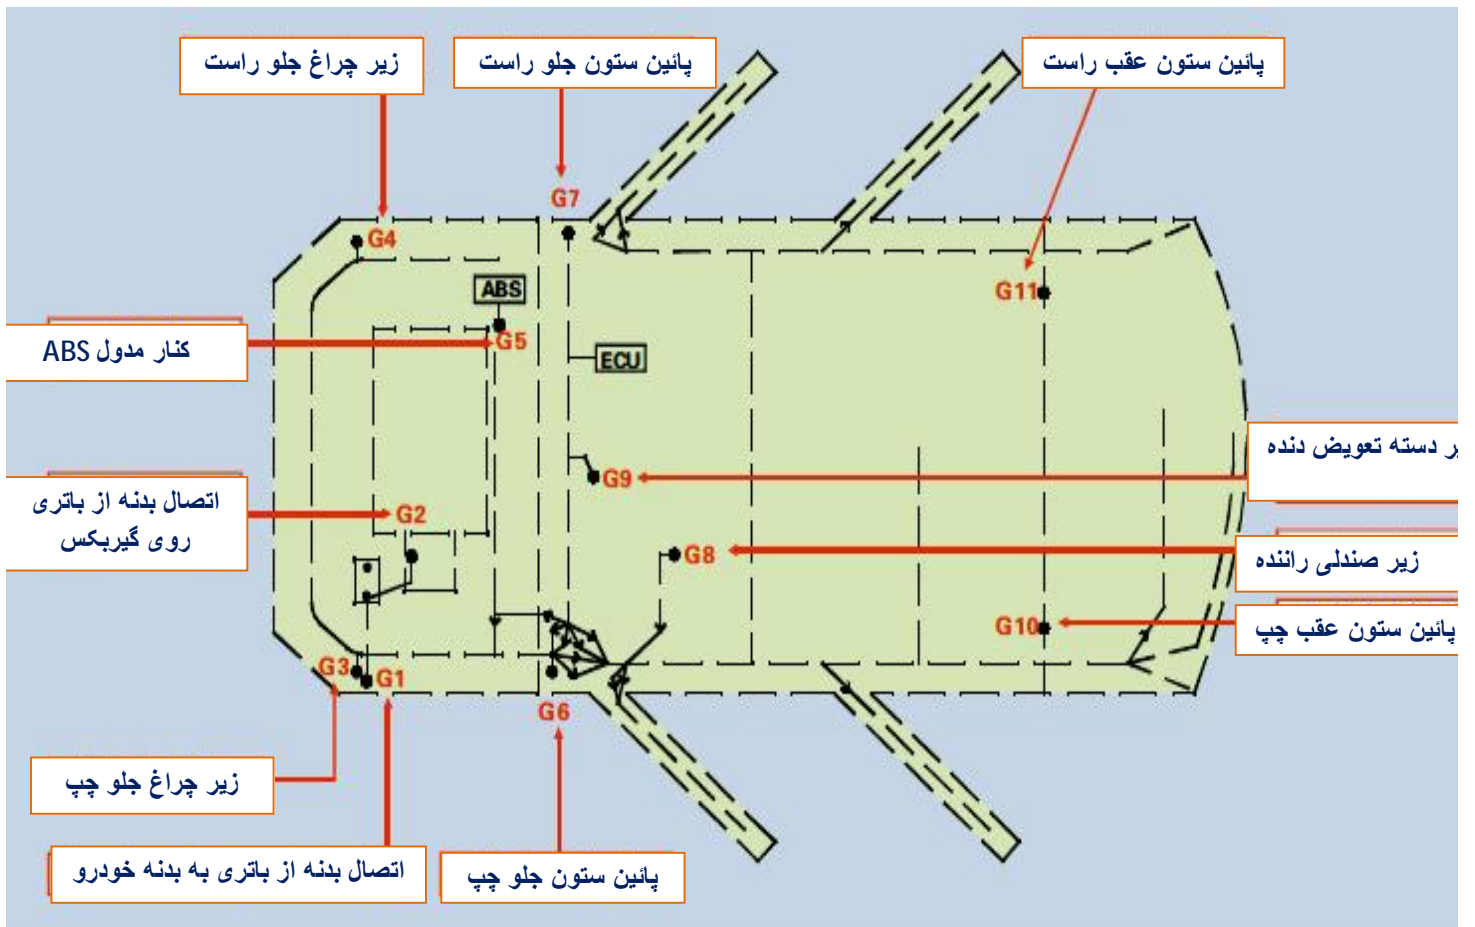 زیر چراغ جلو راست
پائین ستون جلو راست
پائین ستون عقب راست
G7
G4
ABS
G11
G5
کنار مدول ABS
ECU
دسته تعویض دنده
G9
اتصال بدنه از باتری
روی گیربکس
G2
G8
زیر صندلی راننده
G10
پائین ستون عقب چپ
G3
G1
G6
زیر چراغ جلو چپ
اتصال بدنه از باتری به بدنه خودرو
پائین ستون جلو چپ